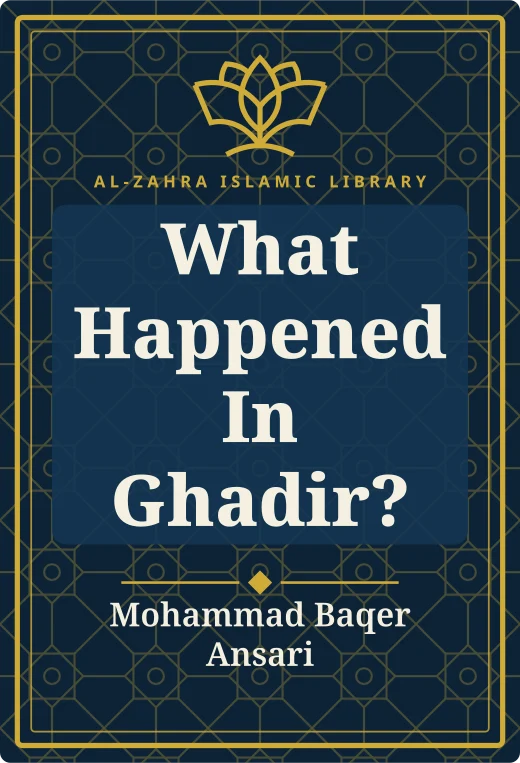 AL-ZAHRA ISLAMIC LIBRARY
What
Happened
In
Ghadir?
Mohammad Baqer
Ansari